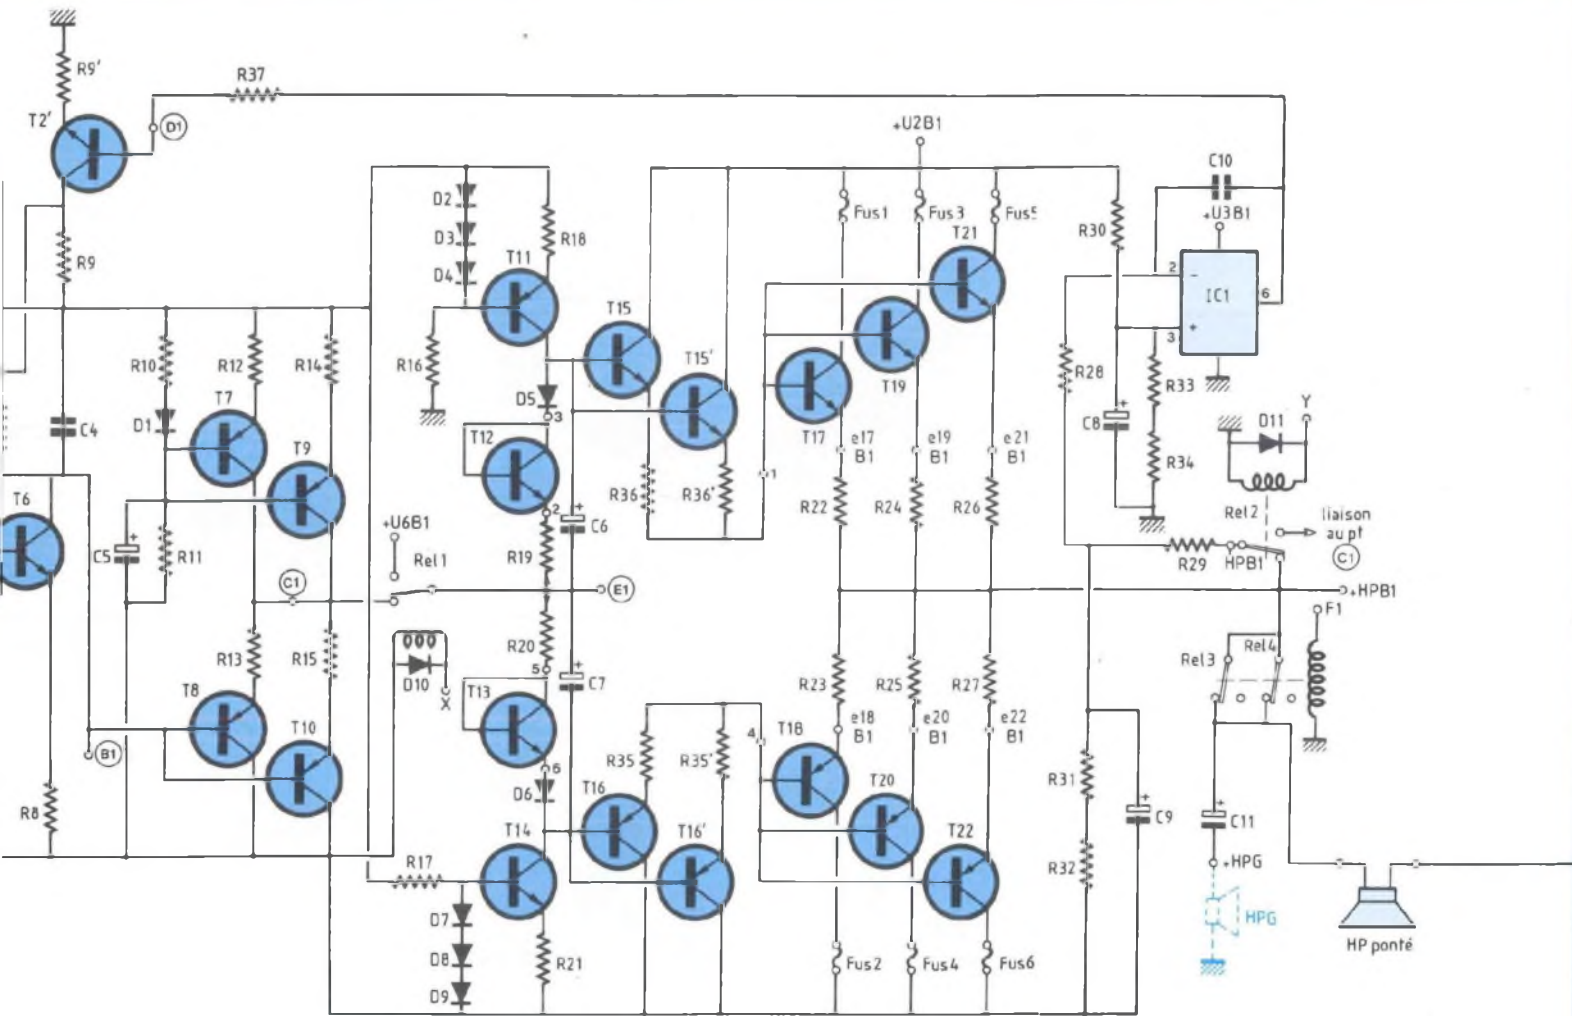 R9'
R37
T2'
D1
+U2B1
C10
+U3B1
D2
D3
D4
R18
T11
Fus1
Fus3
Fus5
T21
R30
R9
2
-
IC1
6
+
3
T15
T19
R10
R12
R14
R16
T15'
R28
R33
D1
T7
D5
3
T17
C8
+
Y
D11
C4
T9
T12
e17
B1
e19
B1
e21
B1
R34
T6
R36
R36'
1
R22
R24
R26
+U6B1
2
+
C6
Rel2
liaison
au pt
C1
C5
+
R11
Rel1
R19
R29
HPB1
C1
E1
+HPB1
F1
R13
R15
R20
R23
R25
R27
Rel3
Rel4
D10
X
5
+
C7
T8
T13
T10
e18
B1
e20
B1
e22
B1
B1
6
R35
R35'
4
T18
R31
R8
D6
T16
T20
T14
T16'
T22
+
C9
+
C11
R17
R32
+HPG
D7
D8
D9
R21
Fus2
Fus4
Fus6
HPG
HP ponté